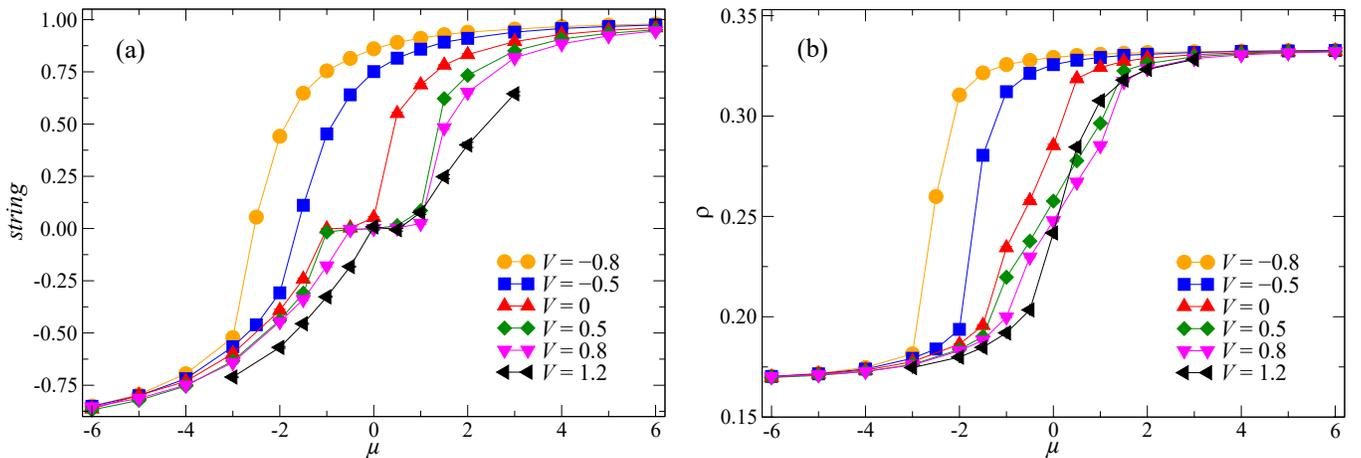 (a)
string
1.00
0.75
0.50
0.25
0.00
-0.25
-0.50
-0.75
-6 -4 -2 0 2 4 6
μ
V = −0.8
V = −0.5
V = 0
V = 0.5
V = 0.8
V = 1.2
(b)
ρ
0.35
0.30
0.25
0.20
0.15
-6 -4 -2 0 2 4 6
μ
V = −0.8
V = −0.5
V = 0
V = 0.5
V = 0.8
V = 1.2